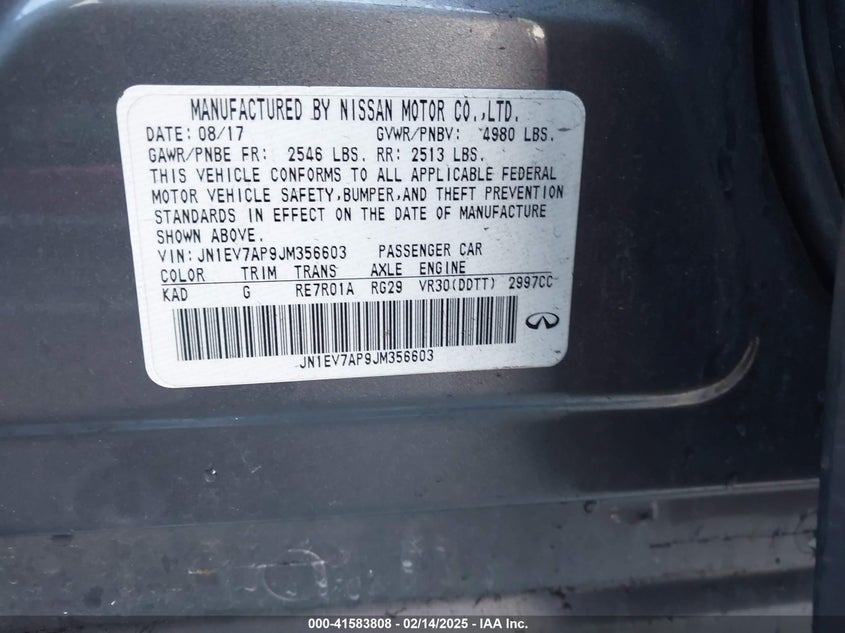 MANUFACTURED BY NISSAN MOTOR CO.,LTD.
DATE: 08/17 GVWR/PNBV: 4980 LBS.
GAWR/PNBE FR: 2546 LBS. RR: 2513 LBS.
THIS VEHICLE CONFORMS TO ALL APPLICABLE FEDERAL
MOTOR VEHICLE SAFETY,BUMPER,AND THEFT PREVENTION
STANDARDS IN EFFECT ON THE DATE OF MANUFACTURE
SHOWN ABOVE.
VIN:JN1EV7AP9JM356603 PASSENGER CAR
COLOR TRIM TRANS AXLE ENGINE
KAD G RE7R01A RG29 VR30(DDTT) 2997CC
JN1EV7AP9JM356603
000-41583808 - 02/14/2025 - IAA Inc.